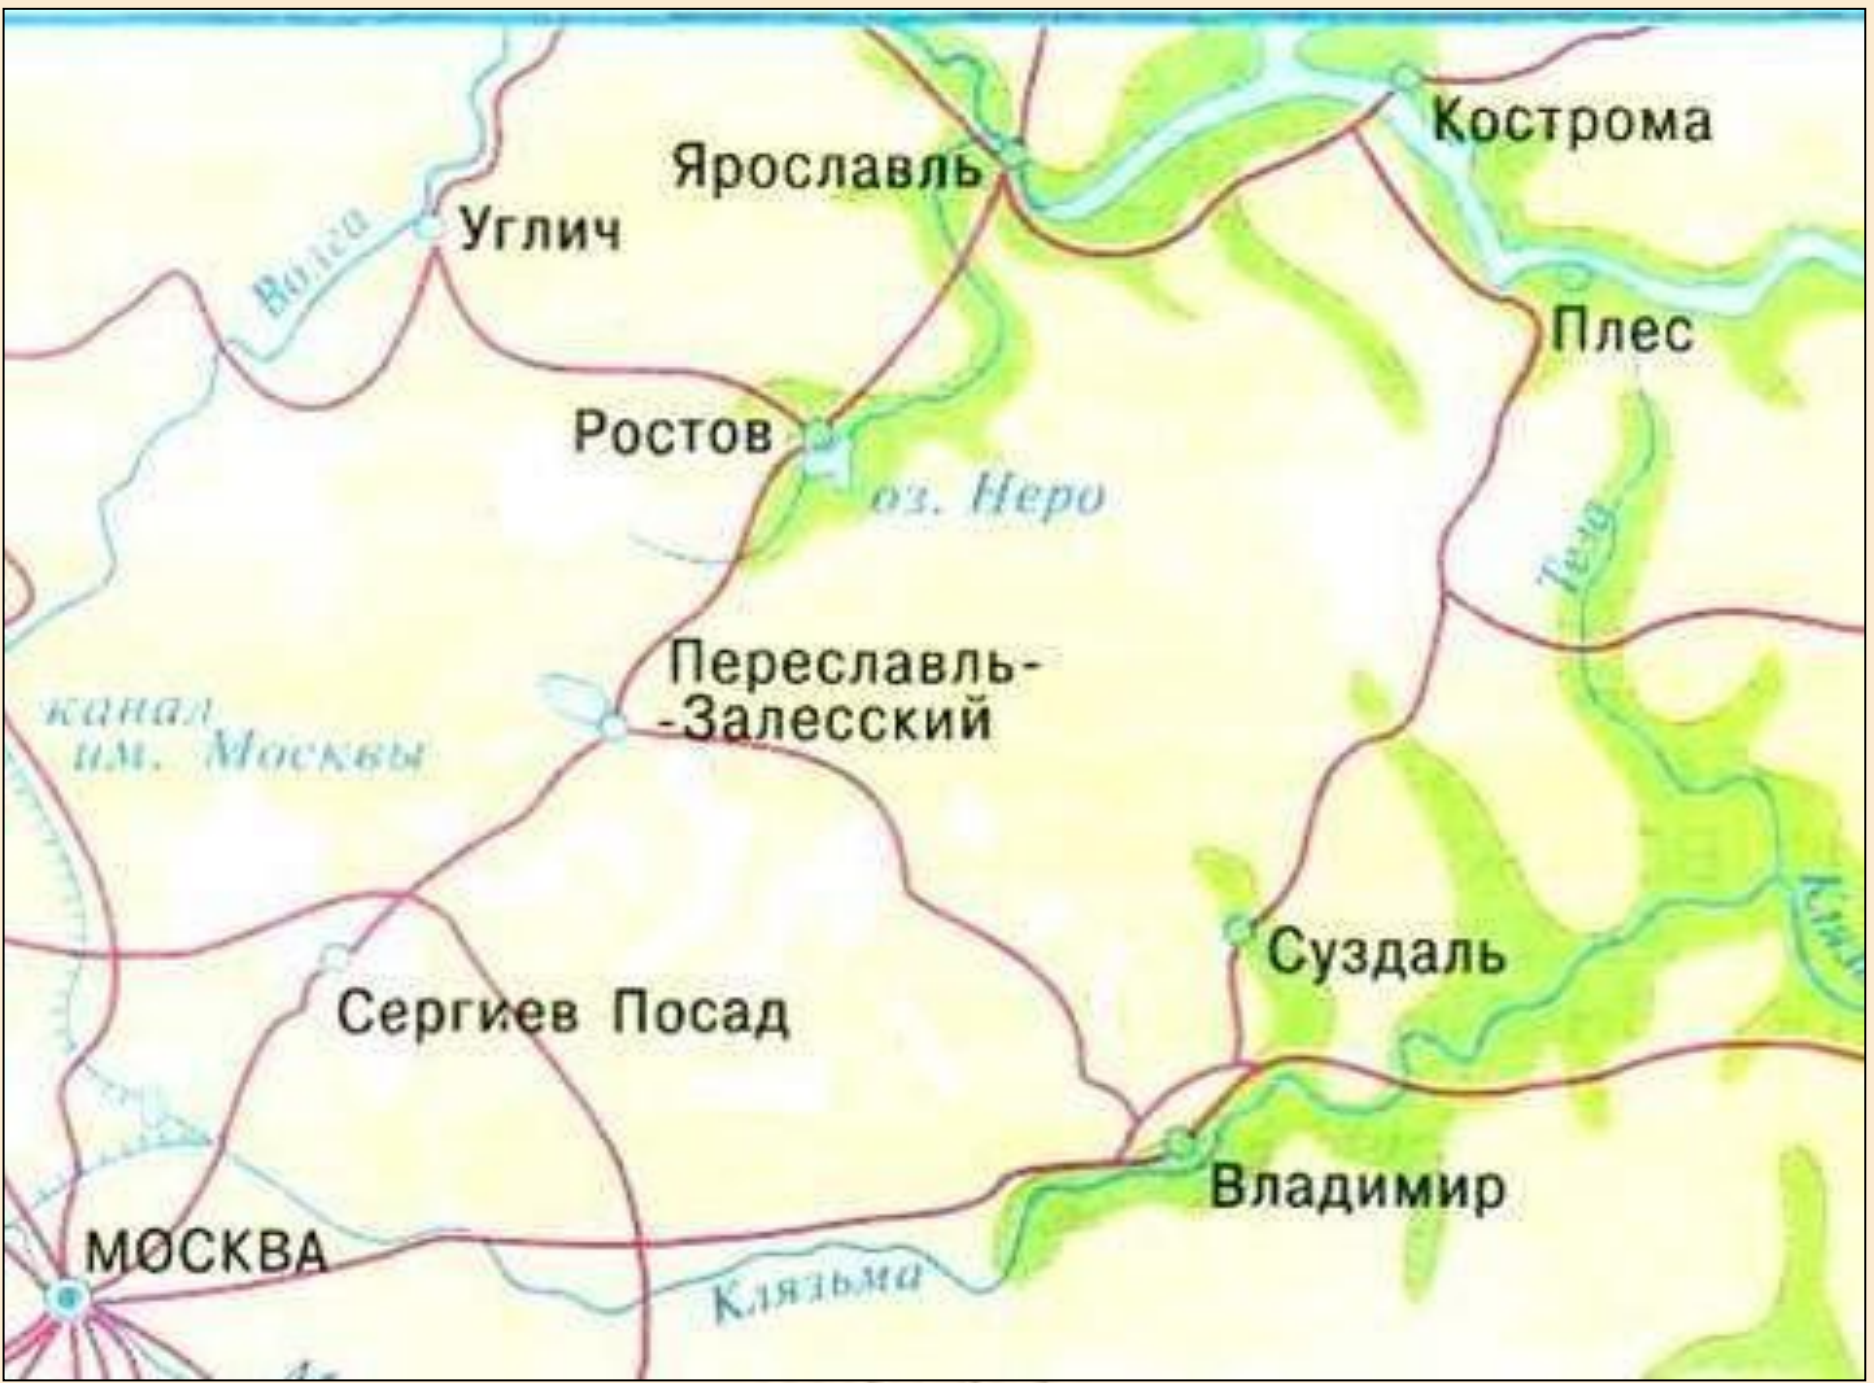 Кострома
Ярославль
Волга
Углич
Плес
Ростов
оз. Неро
Теза
Переславль-
-Залесский
канал
им. Москвы
Суздаль
Сергиев Посад
Владимир
МОСКВА
Клязьма